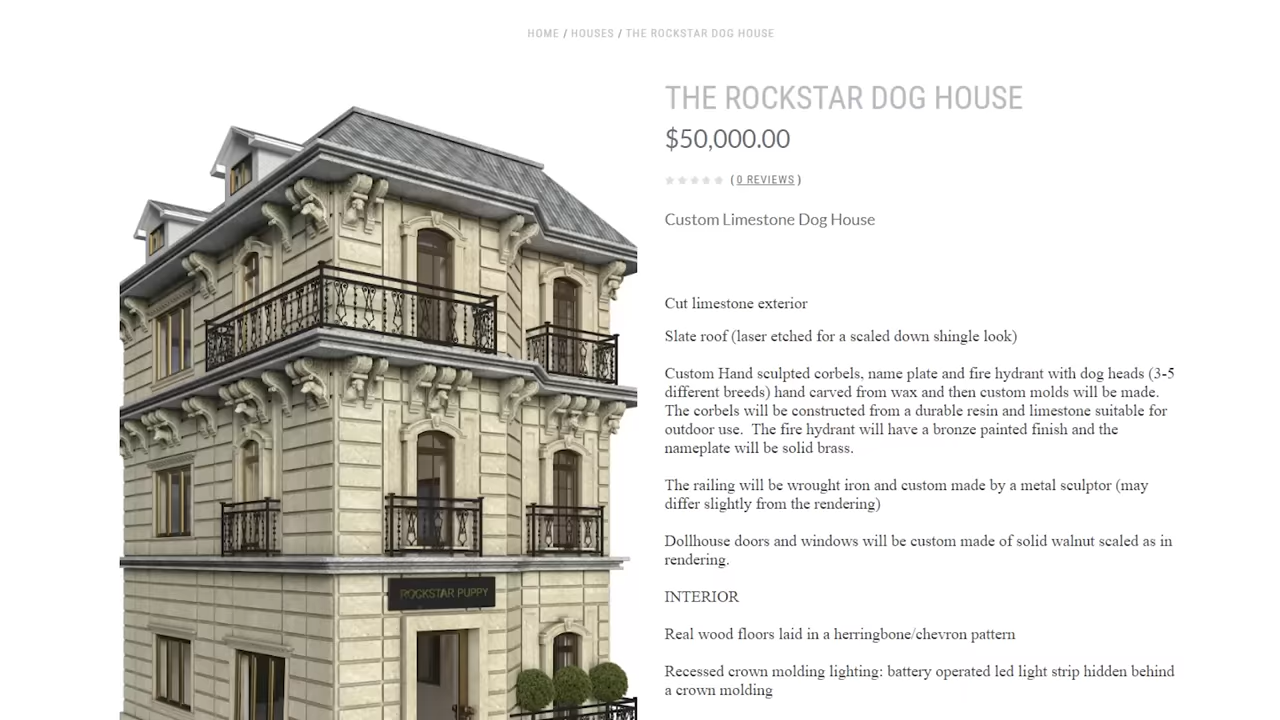 HOME / HOUSES / THE ROCKSTAR DOG HOUSE
THE ROCKSTAR DOG HOUSE
$50,000.00
( 0 REVIEWS )
Custom Limestone Dog House
Cut limestone exterior
Slate roof (laser etched for a scaled down shingle look)
Custom Hand sculpted corbels, name plate and fire hydrant with dog heads (3-5
different breeds) hand carved from wax and then custom molds will be made.
The corbels will be constructed from a durable resin and limestone suitable for
outdoor use.  The fire hydrant will have a bronze painted finish and the
nameplate will be solid brass.
The railing will be wrought iron and custom made by a metal sculptor (may
differ slightly from the rendering)
Dollhouse doors and windows will be custom made of solid walnut scaled as in
rendering.
INTERIOR
Real wood floors laid in a herringbone/chevron pattern
Recessed crown molding lighting: battery operated led light strip hidden behind
a crown molding
ROCKSTAR PUPPY